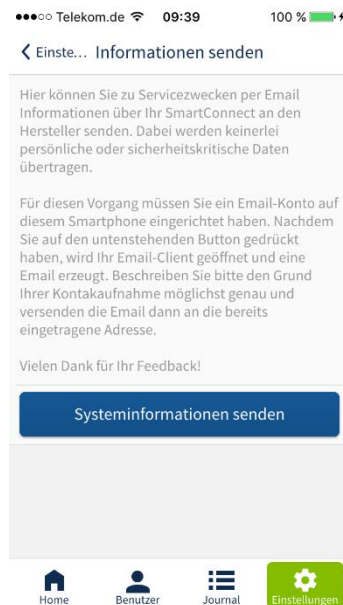 Telekom.de 09:39 100 %
Einste... Informationen senden
Hier können Sie zu Servicezwecken per Email
Informationen über Ihr SmartConnect an den
Hersteller senden. Dabei werden keinerlei
persönliche oder sicherheitskritische Daten
übertragen.
Für diesen Vorgang müssen Sie ein Email-Konto auf
diesem Smartphone eingerichtet haben. Nachdem
Sie auf den untenstehenden Button gedrückt
haben, wird Ihr Email-Client geöffnet und eine
Email erzeugt. Beschreiben Sie bitte den Grund
Ihrer Kontakaufnahme möglichst genau und
versenden die Email dann an die bereits
eingetragene Adresse.
Vielen Dank für Ihr Feedback!
Systeminformationen senden
Home Benutzer Journal Einstellungen